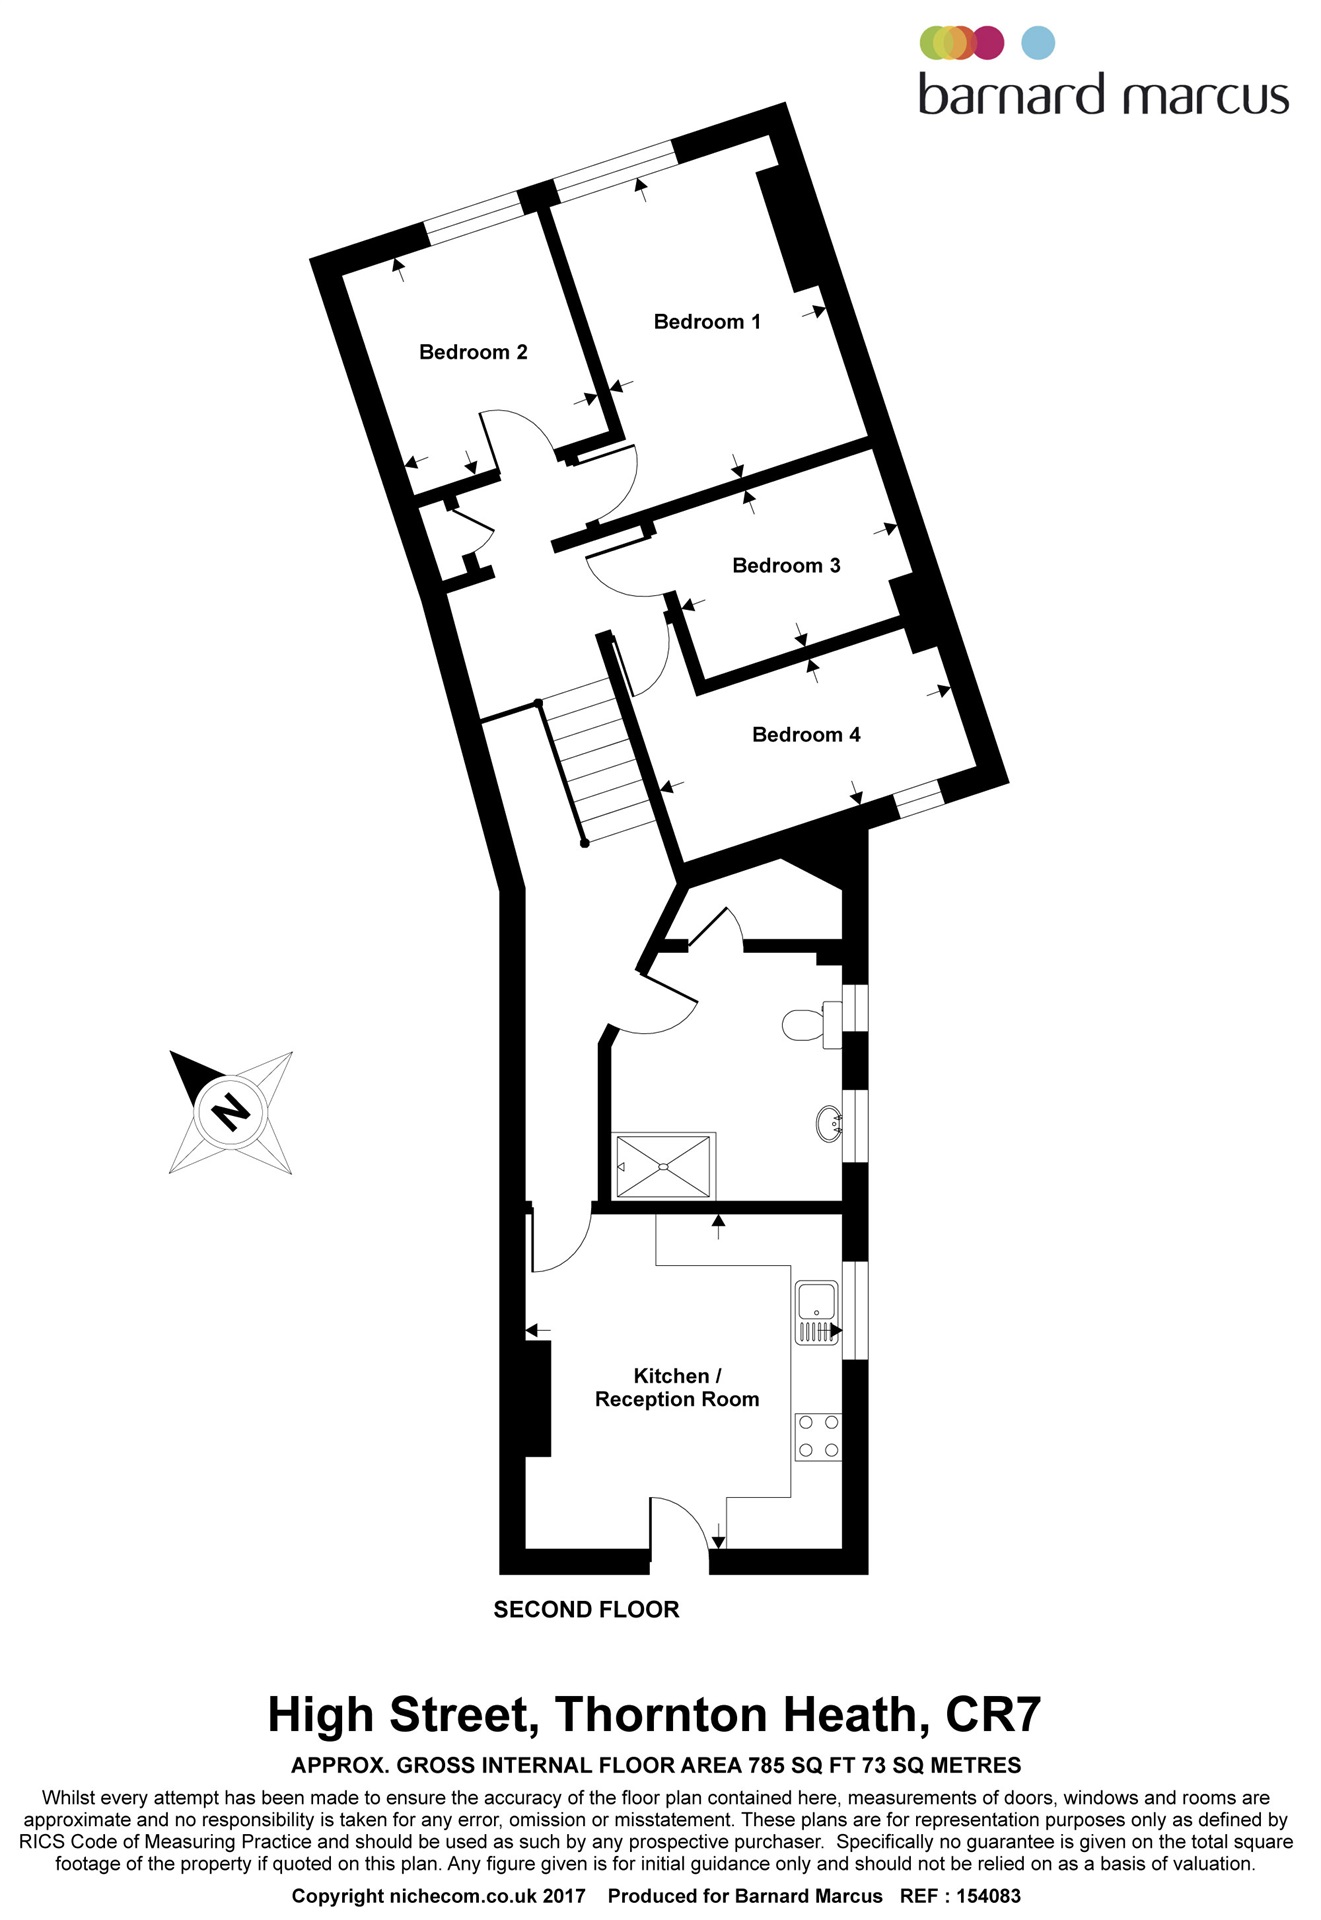 barnard marcus
Bedroom 1
Bedroom 2
Bedroom 3
Bedroom 4
N
Kitchen /
Reception Room
SECOND FLOOR
High Street, Thornton Heath, CR7
APPROX. GROSS INTERNAL FLOOR AREA 785 SQ FT 73 SQ METRES
Whilst every attempt has been made to ensure the accuracy of the floor plan contained here, measurements of doors, windows and rooms are
approximate and no responsibility is taken for any error, omission or misstatement. These plans are for representation purposes only as defined by
RICS Code of Measuring Practice and should be used as such by any prospective purchaser. Specifically no guarantee is given on the total square
footage of the property if quoted on this plan. Any figure given is for initial guidance only and should not be relied on as a basis of valuation.
Copyright nichecom.co.uk 2017 Produced for Barnard Marcus REF : 154083